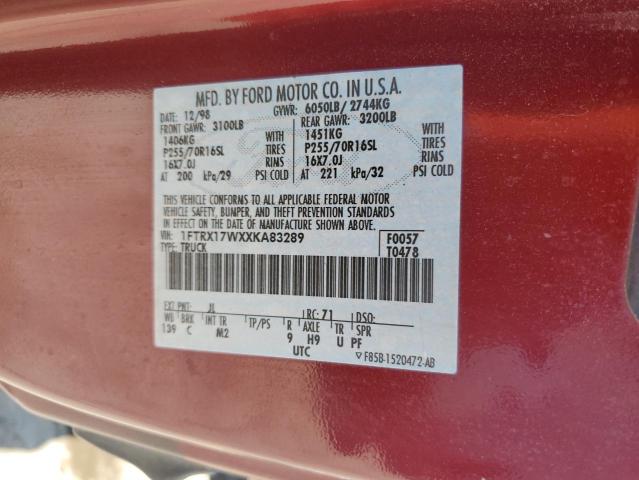 MFD. BY FORD MOTOR CO. IN U.S.A.
DATE: 12/98 GVWR: 6050LB/ 2744KG
FRONT GAWR: 3100LB REAR GAWR: 3200LB
1406KG WITH 1451KG WITH
P255/70R16SL TIRES P255/70R16SL TIRES
16X7.0J RIMS 16X7.0J RIMS
AT 200 kPa/29 PSI COLD AT 221 kPa/32 PSI COLD
THIS VEHICLE CONFORMS TO ALL APPLICABLE FEDERAL MOTOR
VEHICLE SAFETY, BUMPER, AND THEFT PREVENTION STANDARDS
IN EFFECT ON THE DATE OF MANUFACTURE SHOWN ABOVE.
VIN: 1FTRX17WXXKA83289 F0057
TYPE: TRUCK T0478
EXT PNT: JL RC: 71 DSO:
WB BRK INT TR TP/PS R AXLE TR SPR
139 C M2 9 H9 U PF
UTC F85B-1520472-AB